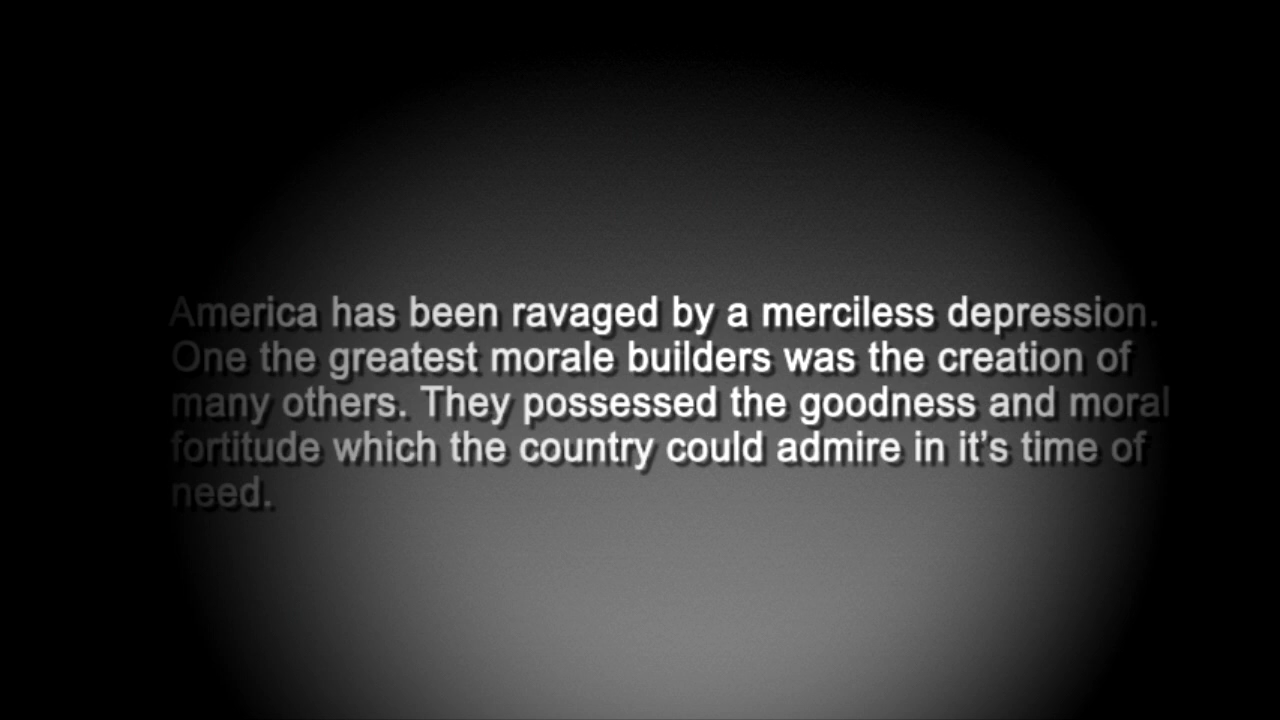 America has been ravaged by a merciless depression.
One the greatest morale builders was the creation of
many others. They possessed the goodness and moral
fortitude which the country could admire in it’s time of
need.